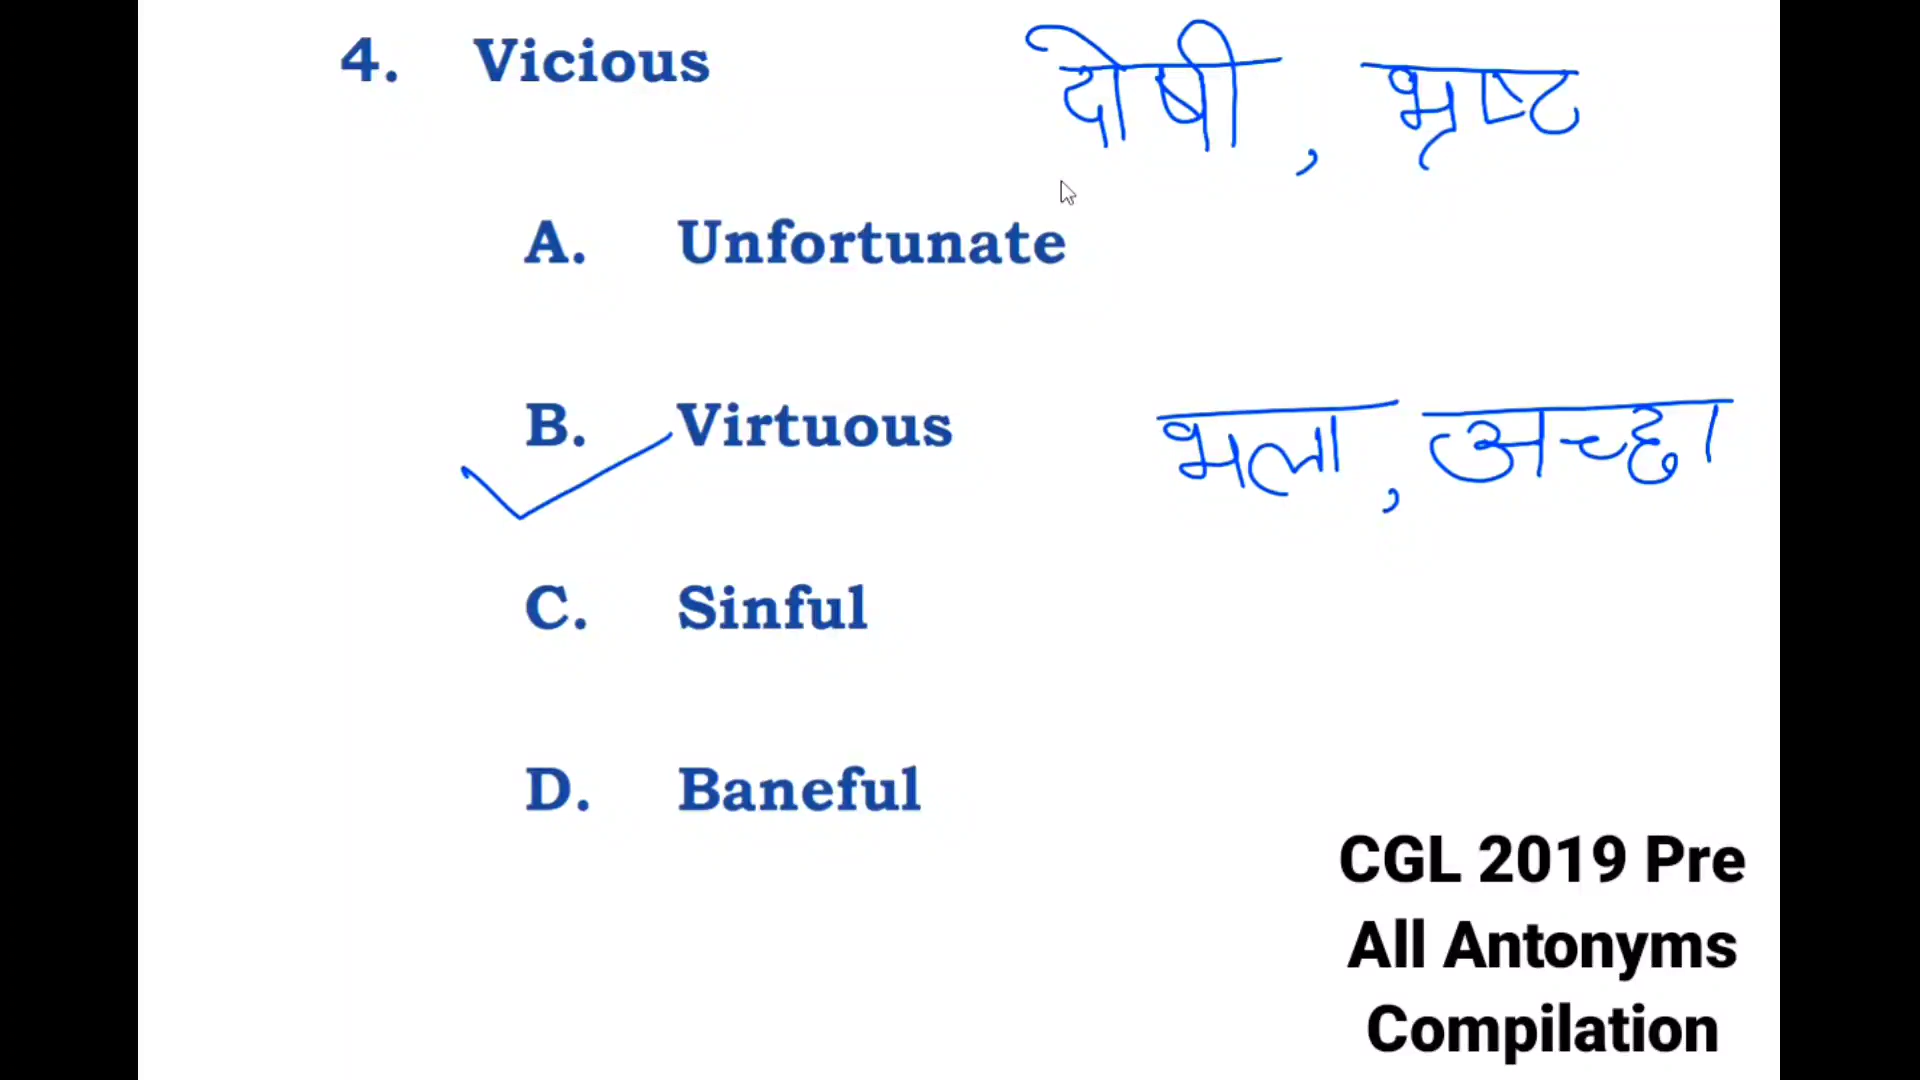 4. Vicious दोषी, भ्रष्ट
A. Unfortunate
B. Virtuous भला, अच्छा
C. Sinful
D. Baneful
CGL 2019 Pre
All Antonyms
Compilation